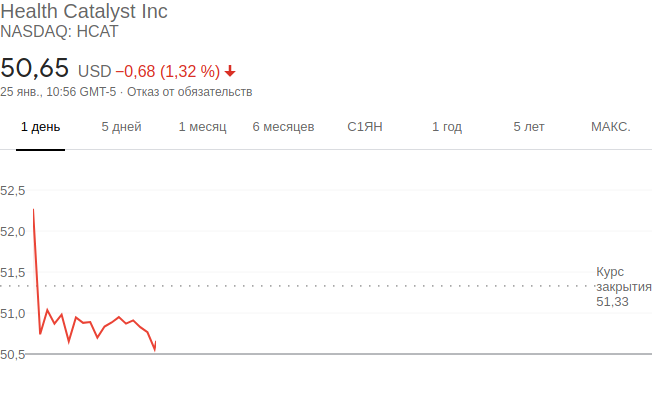 Health Catalyst Inc
NASDAQ: HCAT
50,65 USD −0,68 (1,32 %)
25 янв., 10:56 GMT-5 · Отказ от обязательств
1 день 5 дней 1 месяц 6 месяцев С1ЯН 1 год 5 лет МАКС.
52,5
52,0
51,5
51,0
50,5
Курс
закрытия
51,33